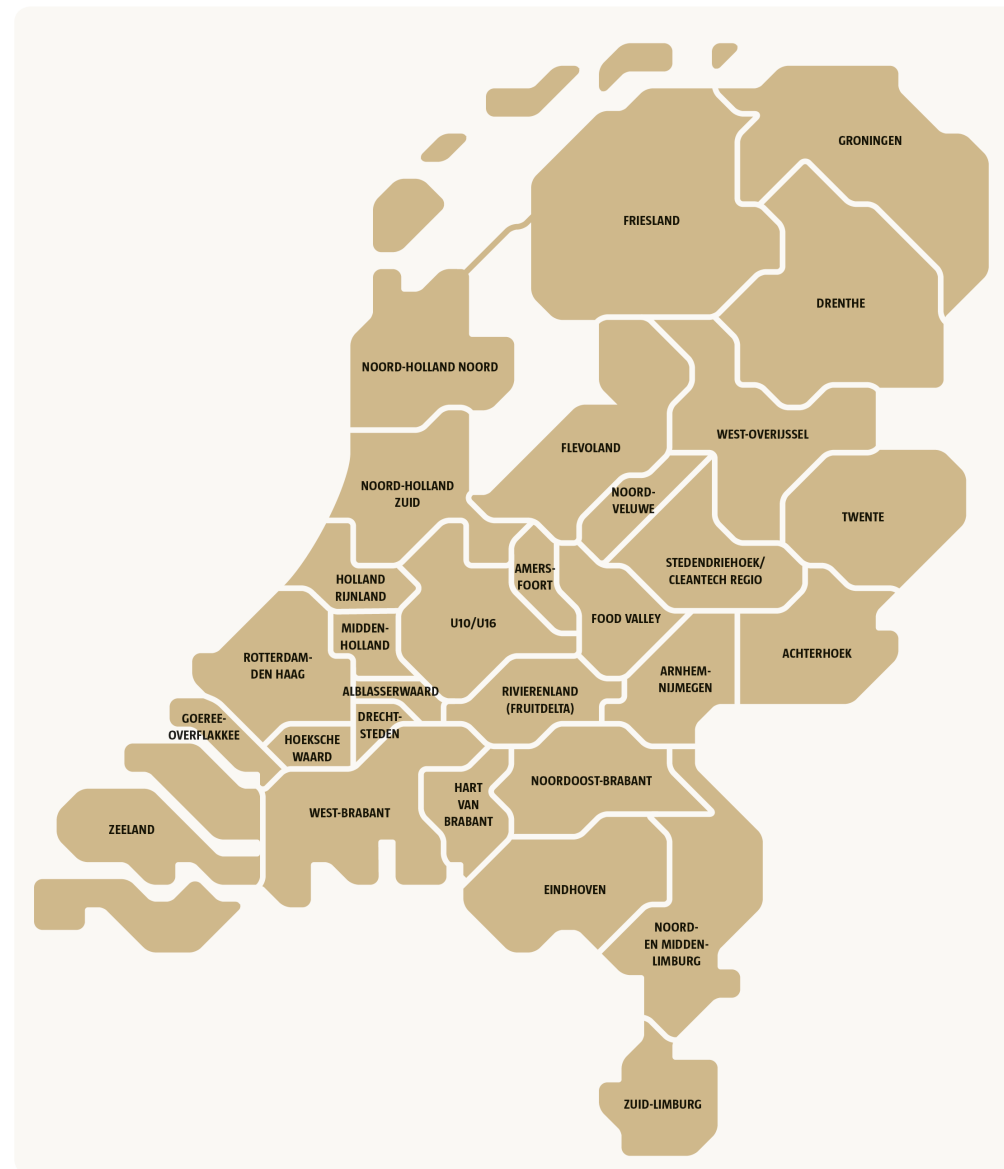 GRONINGEN
FRIESLAND
DRENTHE
NOORD-HOLLAND NOORD
WEST-OVERIJSSEL
FLEVOLAND
NOORD-HOLLAND
ZUID
NOORD-
VELUWE
TWENTE
STEDENDRIEHOEK/
CLEANTECH REGIO
AMERS-
FOORT
HOLLAND
RIJNLAND
FOOD VALLEY
U10/U16
MIDDEN-
HOLLAND
ACHTERHOEK
ROTTERDAM-
DEN HAAG
ARNHEM-
NIJMEGEN
ALBLASSERWAARD
RIVIERENLAND
(FRUITDELTA)
GOEREE-
OVERFLAKKEE
DRECHT-
STEDEN
HOEKSCHE
WAARD
NOORDOOST-BRABANT
HART
VAN
BRABANT
WEST-BRABANT
ZEELAND
EINDHOVEN
NOORD-
EN MIDDEN-
LIMBURG
ZUID-LIMBURG